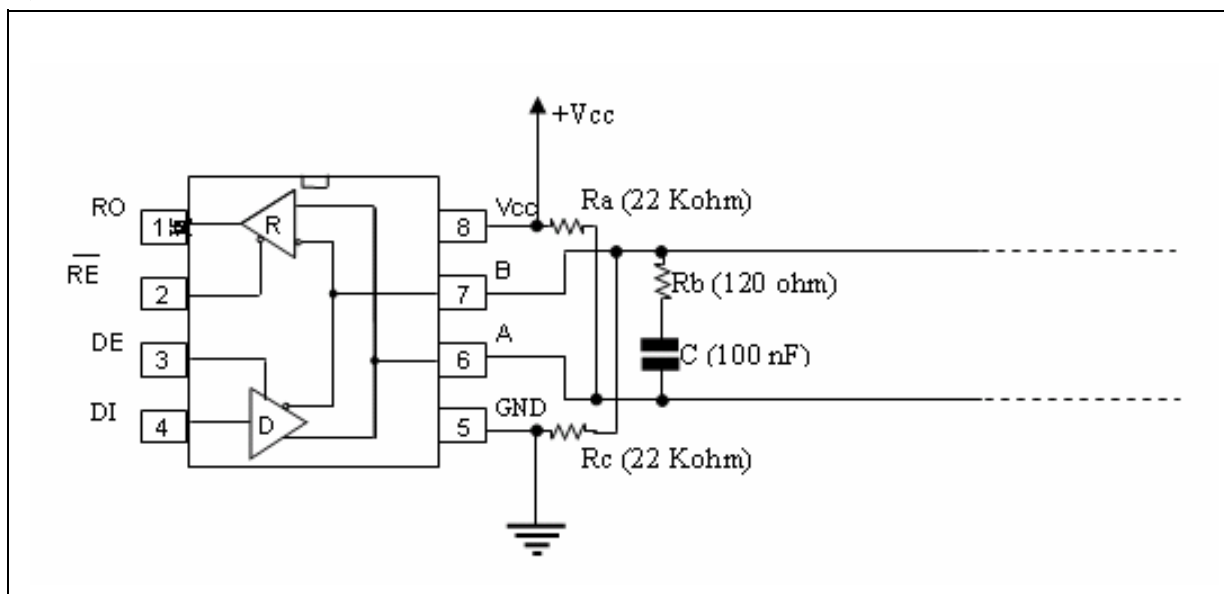 +Vcc
RO
1
R
8
Vcc
Ra (22 Kohm)
RE
2
7
B
Rb (120 ohm)
DE
3
6
A
C (100 nF)
DI
4
D
5
GND
Rc (22 Kohm)